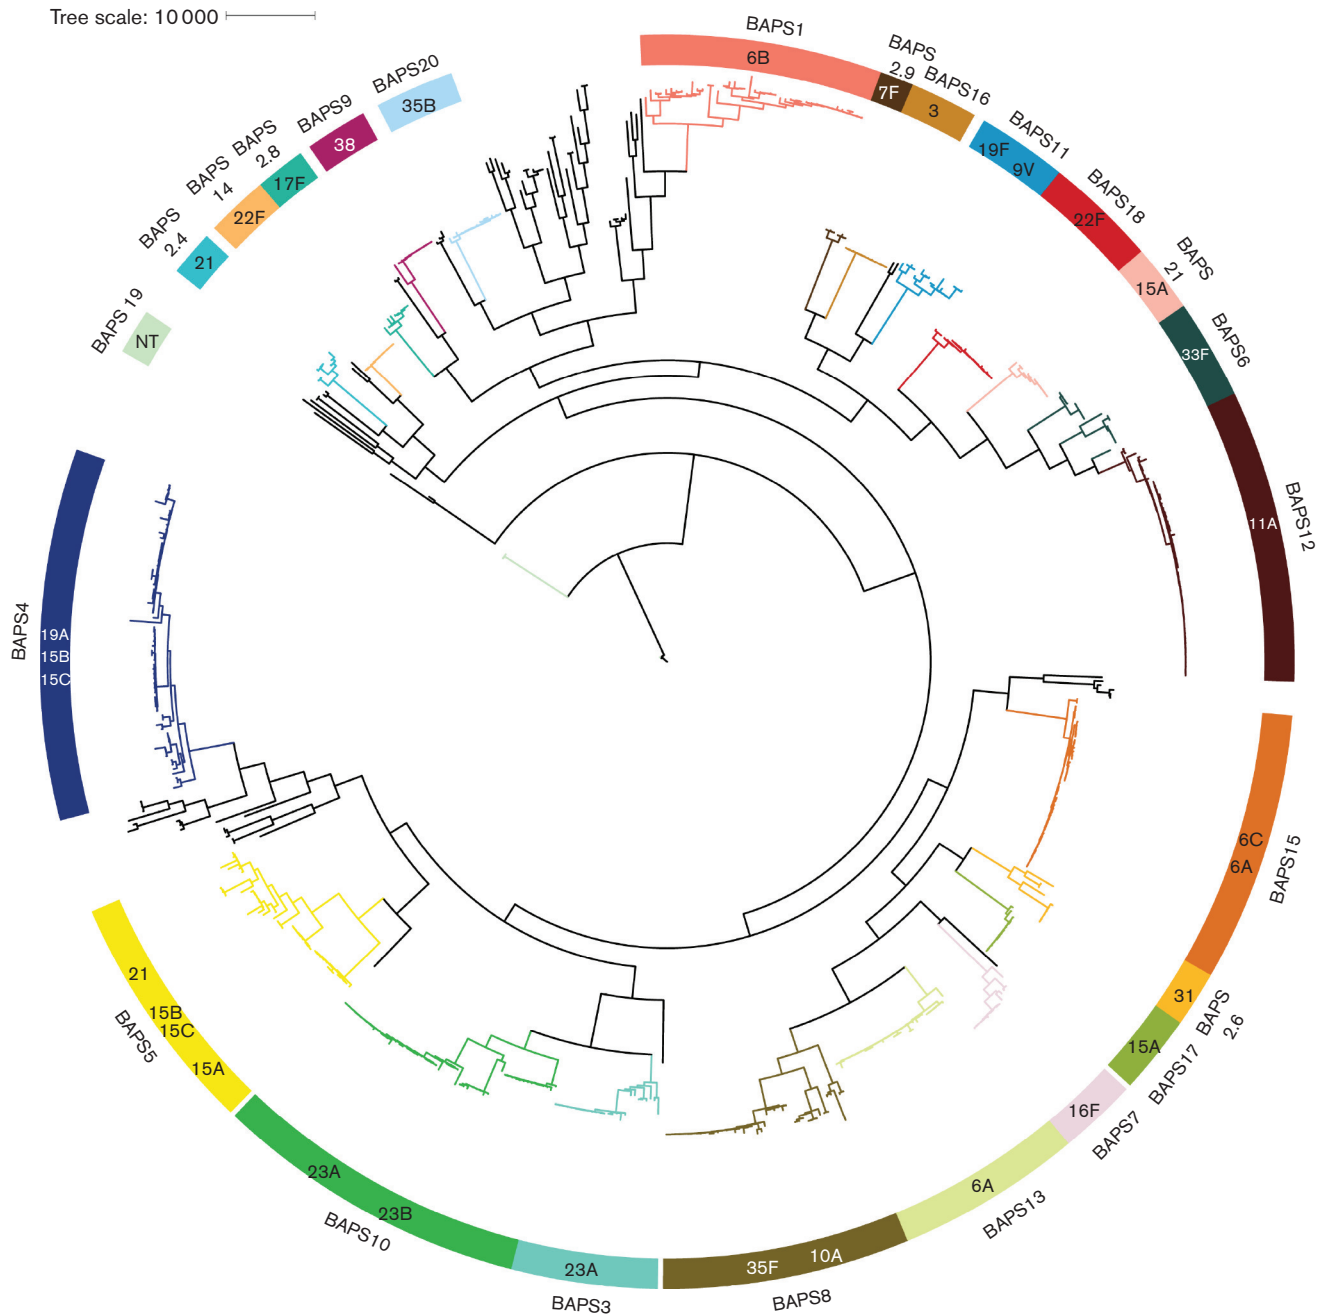 Tree scale: 10 000
BAPS1
6B
BAPS
2.9
7F
BAPS16
3
BAPS11
19F
9V
BAPS18
22F
BAPS
21
15A
BAPS6
33F
BAPS12
11A
BAPS15
6C
6A
BAPS
2.6
31
BAPS17
15A
BAPS7
16F
BAPS13
6A
BAPS8
10A
35F
BAPS3
23A
BAPS10
23B
23A
BAPS5
15A
15C
15B
21
BAPS4
19A
15B
15C
BAPS 19
NT
BAPS
2.4
21
BAPS
14
22F
BAPS
2.8
17F
BAPS9
38
BAPS20
35B